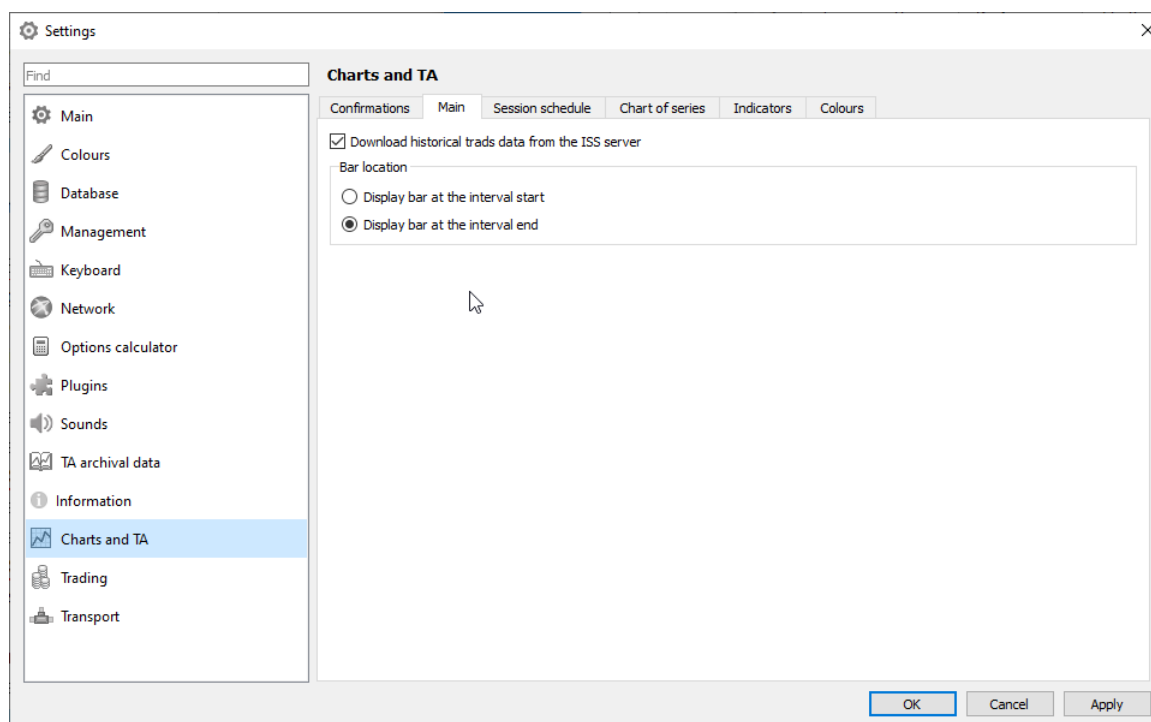 Settings
Find
Main
Colours
Database
Management
Keyboard
Network
Options calculator
Plugins
Sounds
TA archival data
Information
Charts and TA
Trading
Transport
Charts and TA
Confirmations Main Session schedule Chart of series Indicators Colours
Download historical trads data from the ISS server
Bar location
Display bar at the interval start
Display bar at the interval end
OK Cancel Apply